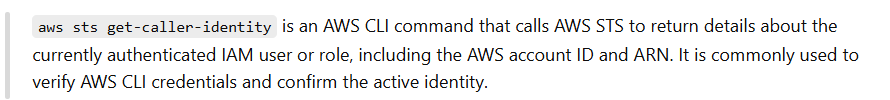 aws sts get-caller-identity is an AWS CLI command that calls AWS STS to return details about the
currently authenticated IAM user or role, including the AWS account ID and ARN. It is commonly used to
verify AWS CLI credentials and confirm the active identity.